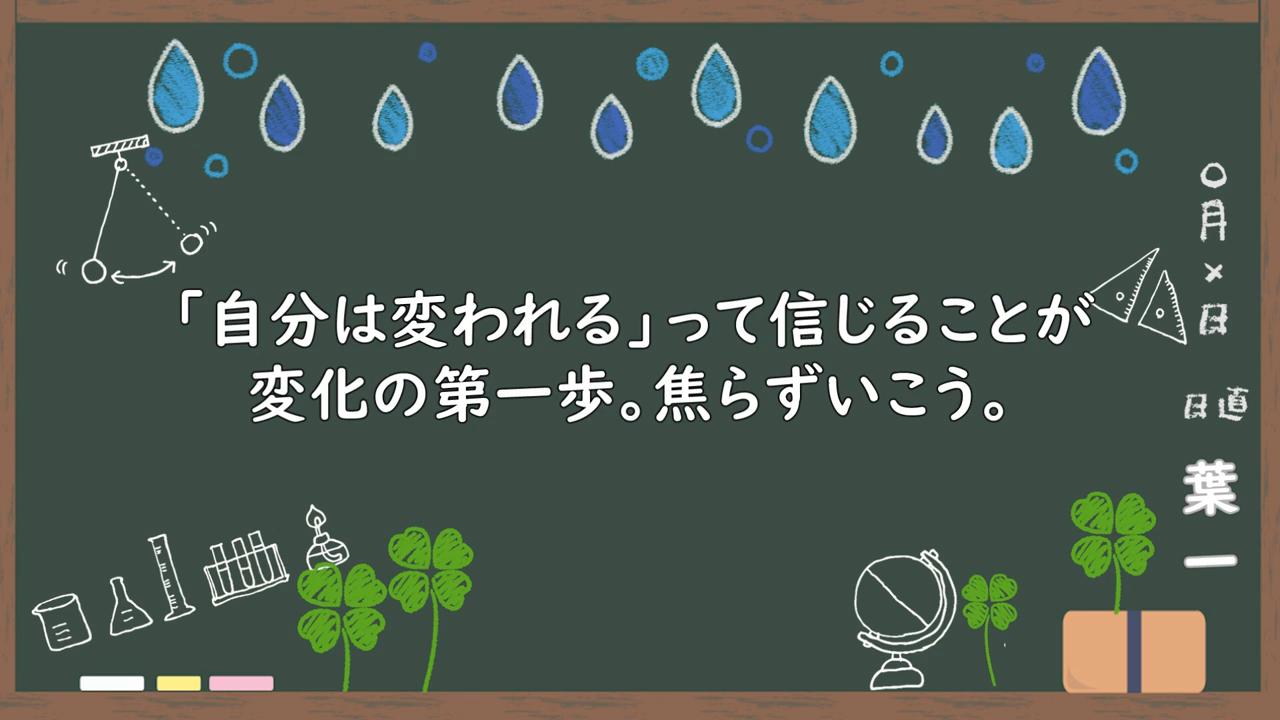 「自分は変われる」って信じることが
変化の第一歩。焦らずいこう。
〇月×日
日直
葉一